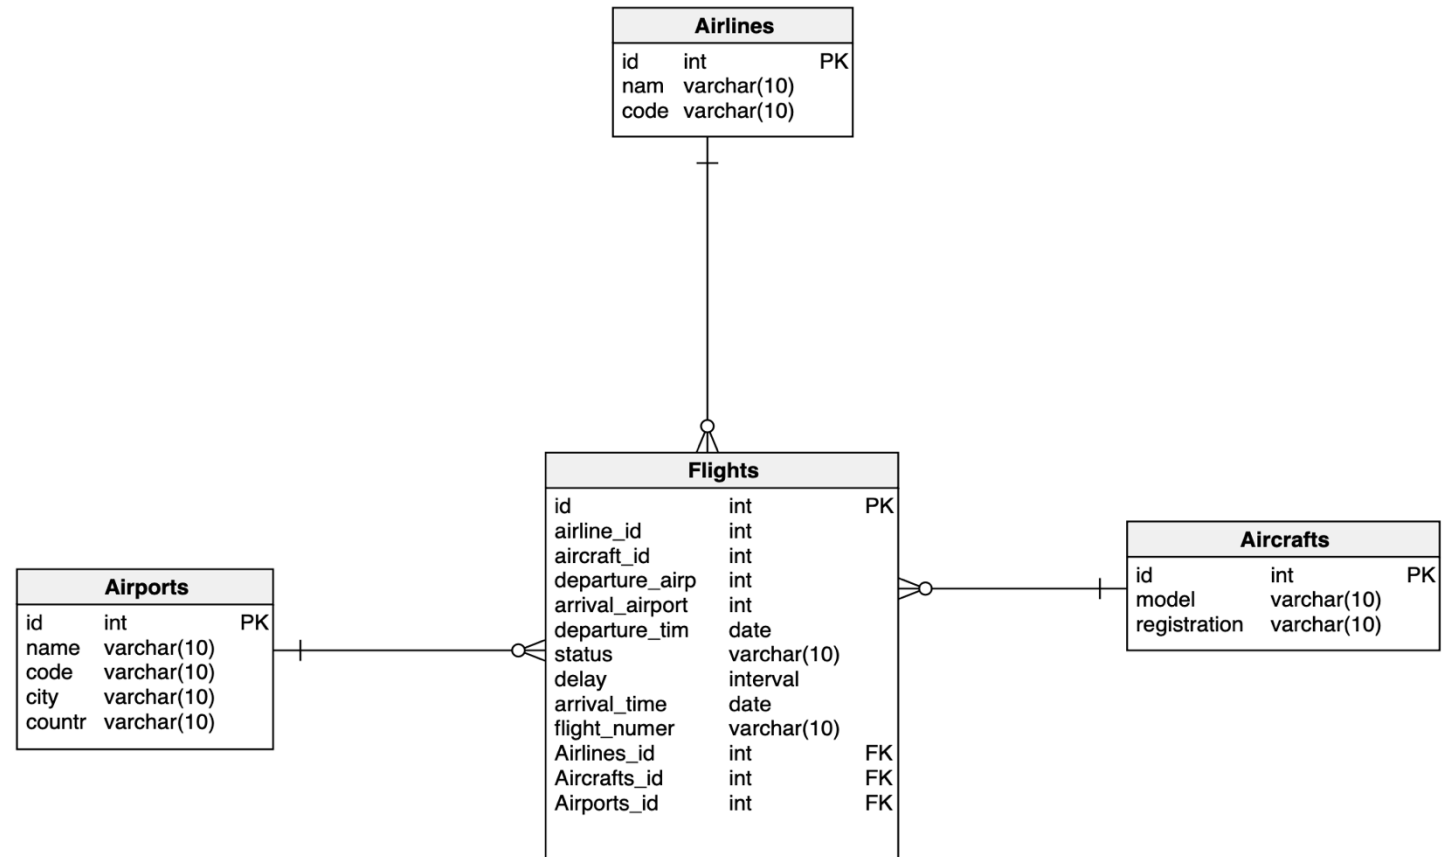 Airlines
id int PK
nam varchar(10)
code varchar(10)
Flights
id int PK
airline_id int
aircraft_id int
departure_airp int
arrival_airport int
departure_tim date
status varchar(10)
delay interval
arrival_time date
flight_numer varchar(10)
Airlines_id int FK
Aircrafts_id int FK
Airports_id int FK
Aircrafts
id int PK
model varchar(10)
registration varchar(10)
Airports
id int PK
name varchar(10)
code varchar(10)
city varchar(10)
countr varchar(10)